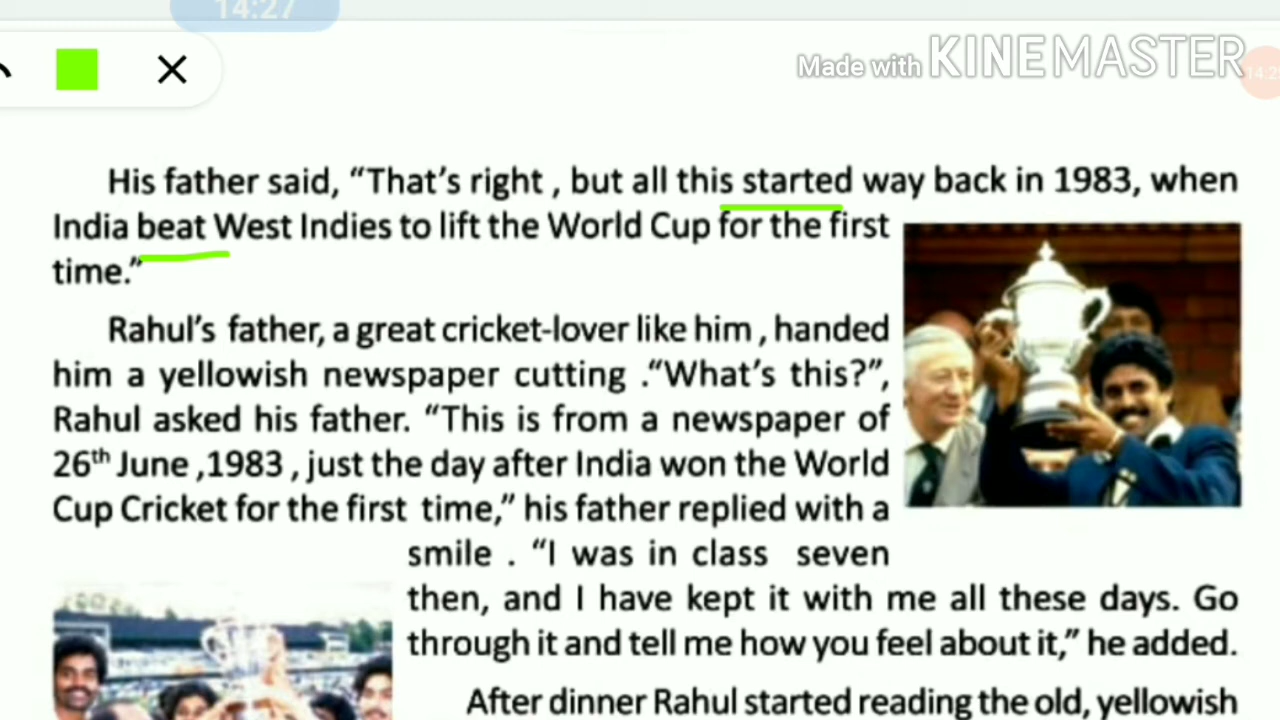 14:27
Made with KINEMASTER
His father said, “That’s right , but all this started way back in 1983, when
India beat West Indies to lift the World Cup for the first
time.”
Rahul’s father, a great cricket-lover like him , handed
him a yellowish newspaper cutting .“What’s this?”,
Rahul asked his father. “This is from a newspaper of
26th June ,1983 , just the day after India won the World
Cup Cricket for the first time,” his father replied with a
smile . “I was in class seven
then, and I have kept it with me all these days. Go
through it and tell me how you feel about it,” he added.
After dinner Rahul started reading the old, yellowish